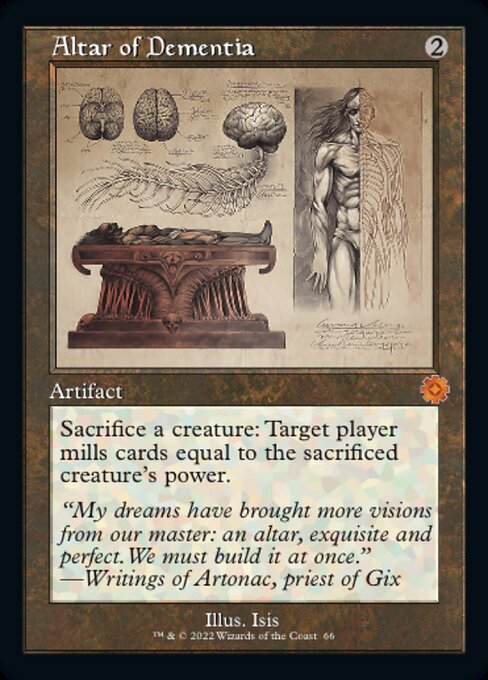 Altar of Dementia
2
Artifact
Sacrifice a creature: Target player
mills cards equal to the sacrificed
creature's power.
"My dreams have brought more visions
from our master: an altar, exquisite and
perfect. We must build it at once."
—Writings of Artonac, priest of Gix
Illus. Isis
™ & © 2022 Wizards of the Coast 66